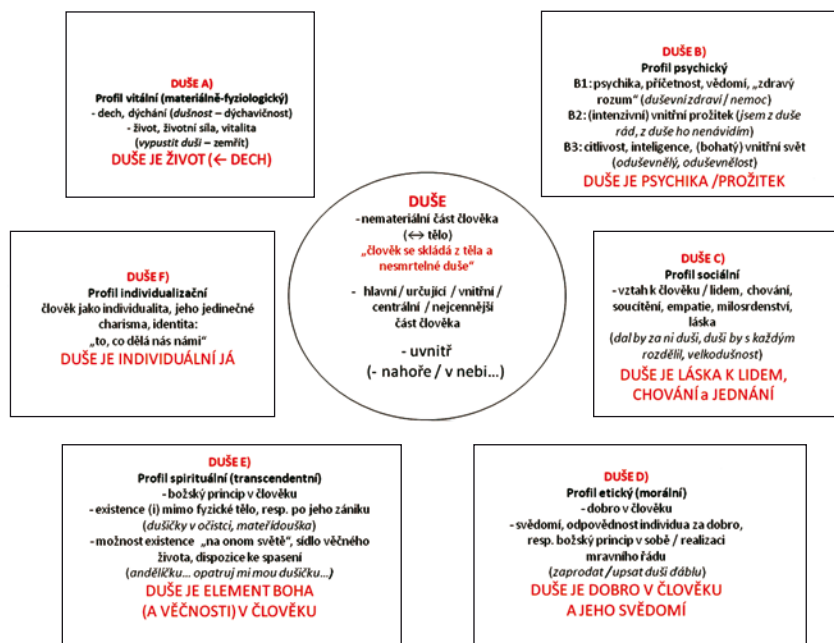 DUŠE A)
Profil vitální (materiálně-fyziologický)
- dech, dýchání (dušnost – dýchavičnost)
- život, životní síla, vitalita
(vypustit duši – zemřít)
DUŠE JE ŽIVOT (← DECH)
DUŠE B)
Profil psychický
B1: psychika, příčetnost, vědomí, „zdravý
rozum“ (duševní zdraví / nemoc)
B2: (intenzivní) vnitřní prožitek (jsem z duše
rád, z duše ho nenávidím)
B3: citlivost, inteligence, (bohatý) vnitřní svět
(oduševnělý, oduševnělost)
DUŠE JE PSYCHIKA /PROŽITEK
DUŠE
- nemateriální část člověka
(↔ tělo)
„člověk se skládá z těla a
nesmrtelné duše“
- hlavní / určující / vnitřní /
centrální / nejcennější
část člověka
- uvnitř
(- nahoře / v nebi…)
DUŠE F)
Profil individualizační
člověk jako individualita, jeho jedinečné
charisma, identita:
„to, co dělá nás námi“
DUŠE JE INDIVIDUÁLNÍ JÁ
DUŠE C)
Profil sociální
- vztah k člověku / lidem, chování,
soucítění, empatie, milosrdenství,
láska
(dal by za ni duši, duši by s každým
rozdělil, velkodušnost)
DUŠE JE LÁSKA K LIDEM,
CHOVÁNÍ a JEDNÁNÍ
DUŠE E)
Profil spirituální (transcendentní)
- božský princip v člověku
- existence (i) mimo fyzické tělo, resp. po jeho zániku
(dušičky v očistci, mateřídouška)
- možnost existence „na onom světě“, sídlo věčného
života, dispozice ke spasení
(andělíčku… opatruj mi mou dušičku…)
DUŠE JE ELEMENT BOHA
(A VĚČNOSTI) V ČLOVĚKU
DUŠE D)
Profil etický (morální)
- dobro v člověku
- svědomí, odpovědnost individua za dobro,
resp. božský princip v sobě / realizaci
mravního řádu
(zaprodat / upsat duši ďáblu)
DUŠE JE DOBRO V ČLOVĚKU
A JEHO SVĚDOMÍ